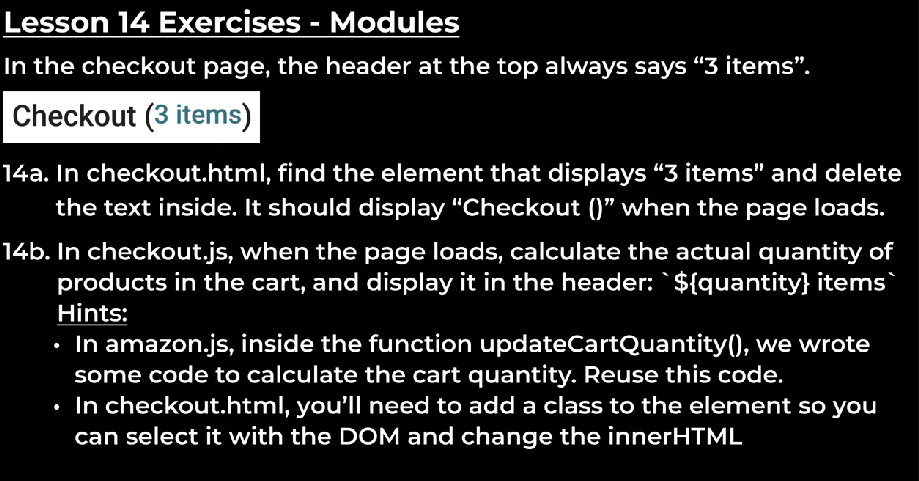 Lesson 14 Exercises - Modules
In the checkout page, the header at the top always says “3 items”.
Checkout (3 items)
14a. In checkout.html, find the element that displays “3 items” and delete
the text inside. It should display “Checkout ()” when the page loads.
14b. In checkout.js, when the page loads, calculate the actual quantity of
products in the cart, and display it in the header: `${quantity} items`
Hints:
• In amazon.js, inside the function updateCartQuantity(), we wrote
some code to calculate the cart quantity. Reuse this code.
• In checkout.html, you’ll need to add a class to the element so you
can select it with the DOM and change the innerHTML